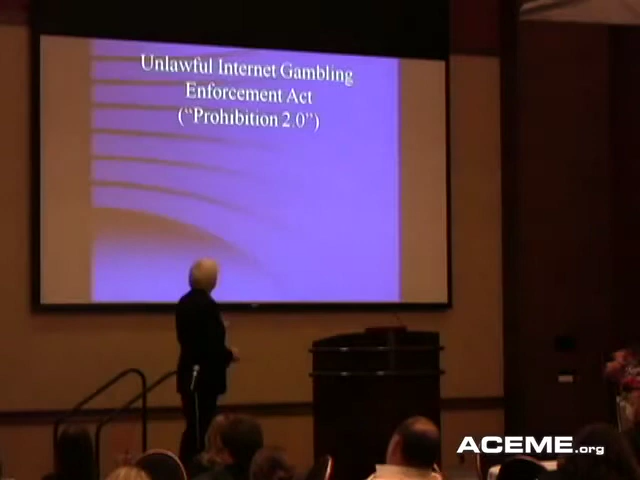 Unlawful Internet Gambling
Enforcement Act
("Prohibition 2.0")
ACEME.org